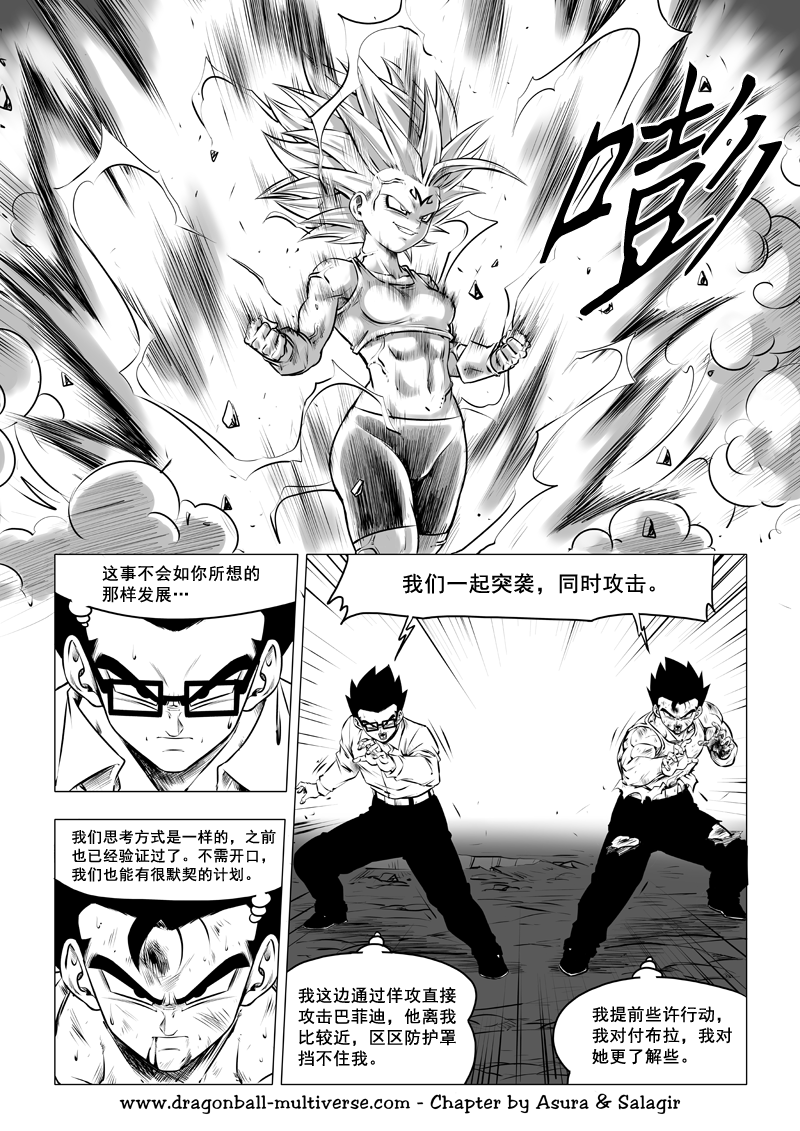 嘭
这事不会如你所想的
那样发展…
我们一起突袭，同时攻击。
我们思考方式是一样的，之前
也已经验证过了。不需开口，
我们也能有很默契的计划。
我这边通过佯攻直接
攻击巴菲迪，他离我
比较近，区区防护罩
挡不住我。
我提前些许行动，
我对付布拉，我对
她更了解些。
www.dragonball-multiverse.com - Chapter by Asura & Salagir